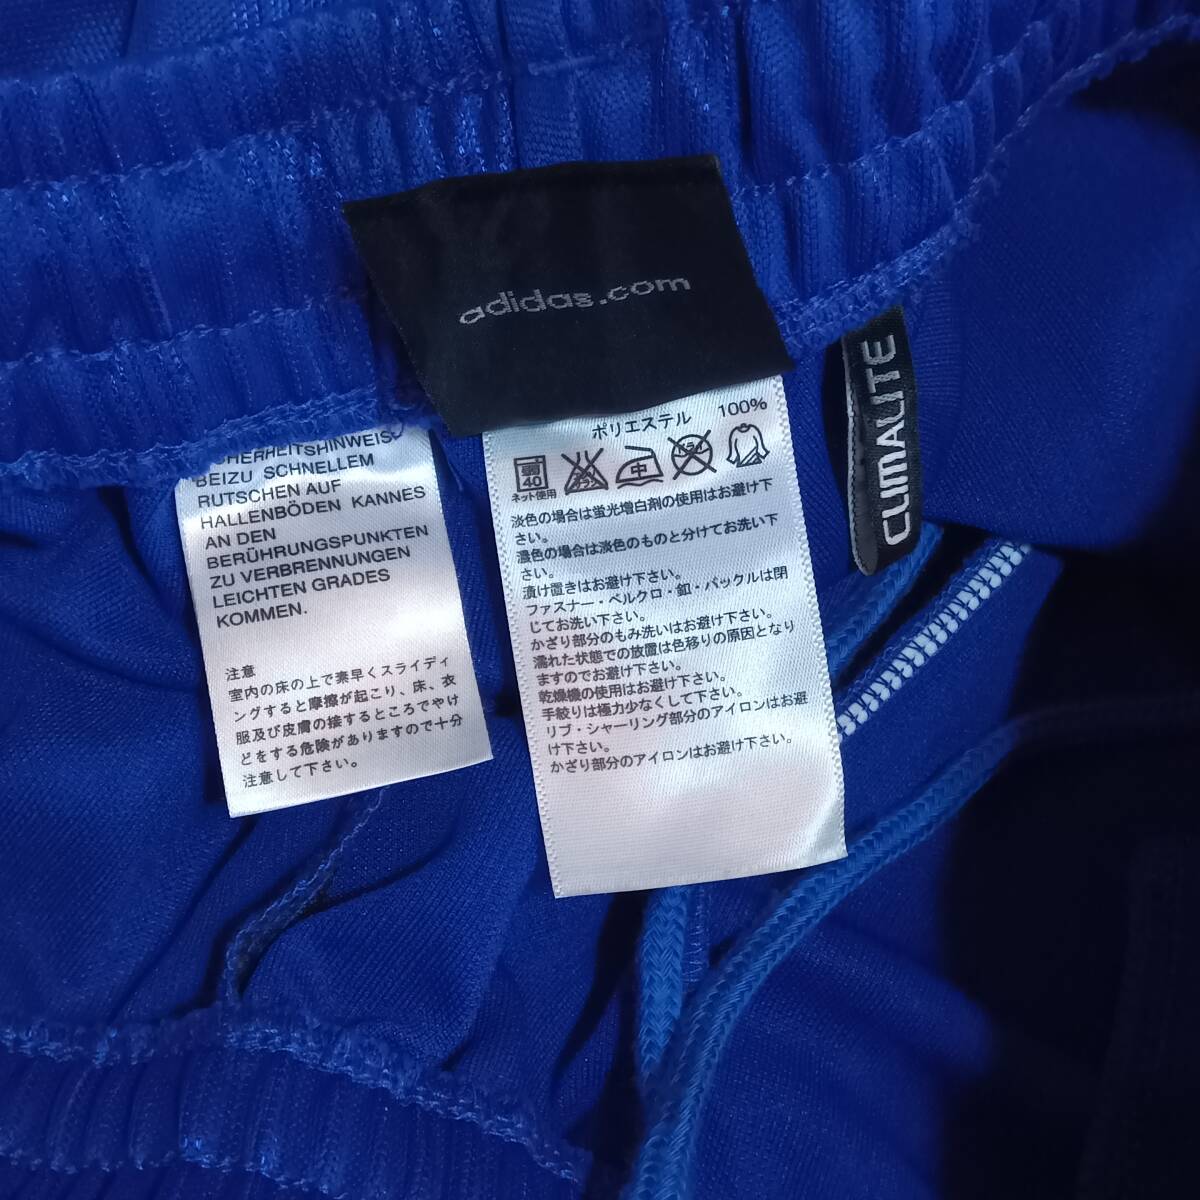 adidas.com
CLIMALITE
SICHERHEITSHINWEIS:
BEIZU SCHNELLEM
RUTSCHEN AUF
HALLENBÖDEN KANNES
AN DEN
BERÜHRUNGSPUNKTEN
ZU VERBRENNUNGEN
LEICHTEN GRADES
KOMMEN.
注意
室内の床の上で素早くスライディ
ングすると摩擦が起こり、床、衣
服及び皮膚の接するところでやけ
どをする危険がありますので十分
注意して下さい。
ポリエステル 100%
弱
40
ネット使用
中
淡色の場合は蛍光増白剤の使用はお避け下
さい。
濃色の場合は淡色のものと分けてお洗い下
さい。
漬け置きはお避け下さい。
ファスナー・ベルクロ・釦・バックルは閉
じてお洗い下さい。
かざり部分のもみ洗いはお避け下さい。
濡れた状態での放置は色移りの原因となり
ますのでお避け下さい。
乾燥機の使用はお避け下さい。
手絞りは極力少なくして下さい。
リブ・シャーリング部分のアイロンはお避
け下さい。
かざり部分のアイロンはお避け下さい。